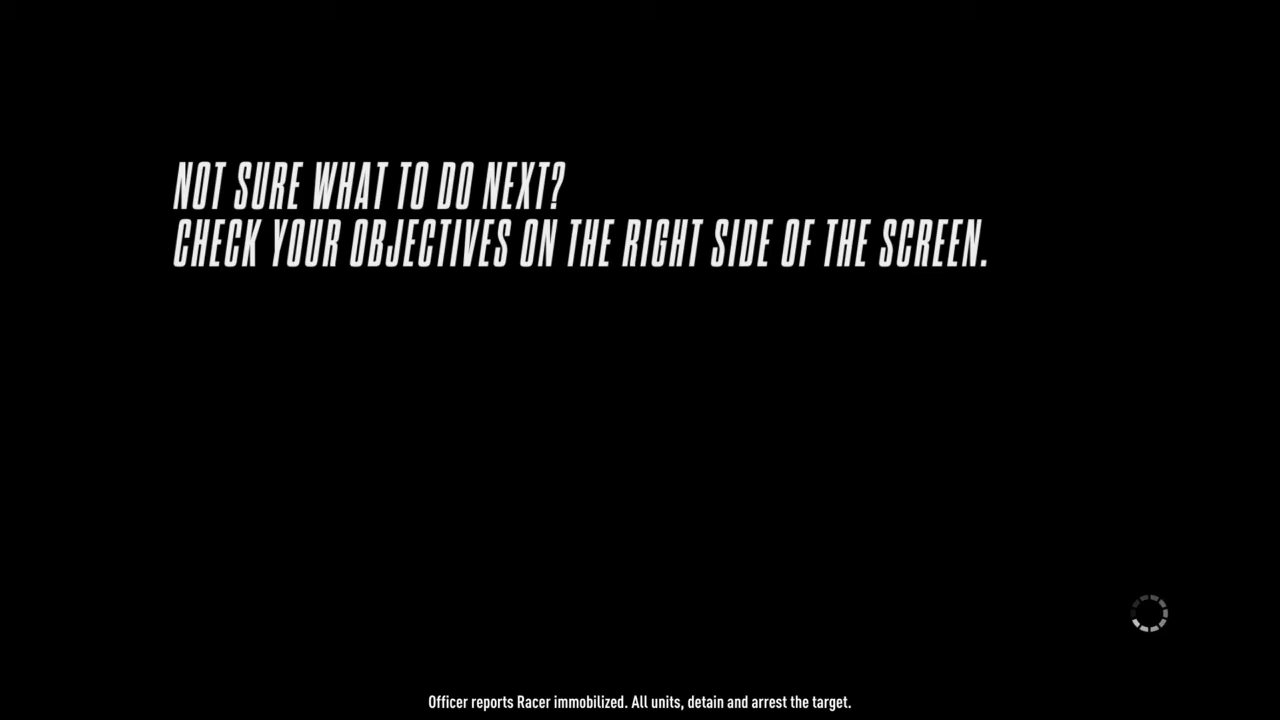 NOT SURE WHAT TO DO NEXT?
CHECK YOUR OBJECTIVES ON THE RIGHT SIDE OF THE SCREEN.
Officer reports Racer immobilized. All units, detain and arrest the target.